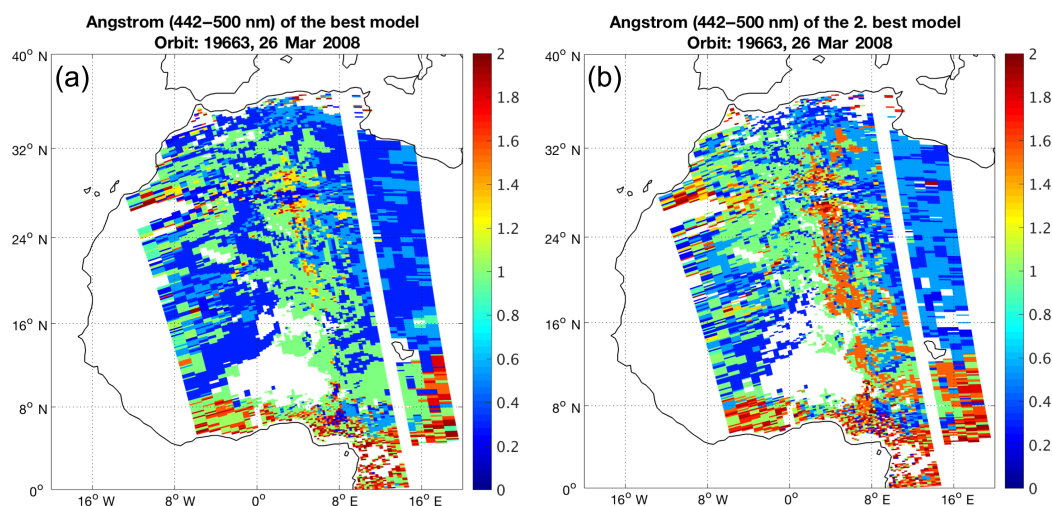 Angstrom (442−500 nm) of the best model
Orbit: 19663, 26 Mar 2008
(a)
40° N
32° N
24° N
16° N
8° N
0°
16° W
8° W
0°
8° E
16° E
2
1.8
1.6
1.4
1.2
1
0.8
0.6
0.4
0.2
0
Angstrom (442−500 nm) of the 2. best model
Orbit: 19663, 26 Mar 2008
(b)
40° N
32° N
24° N
16° N
8° N
0°
16° W
8° W
0°
8° E
16° E
2
1.8
1.6
1.4
1.2
1
0.8
0.6
0.4
0.2
0